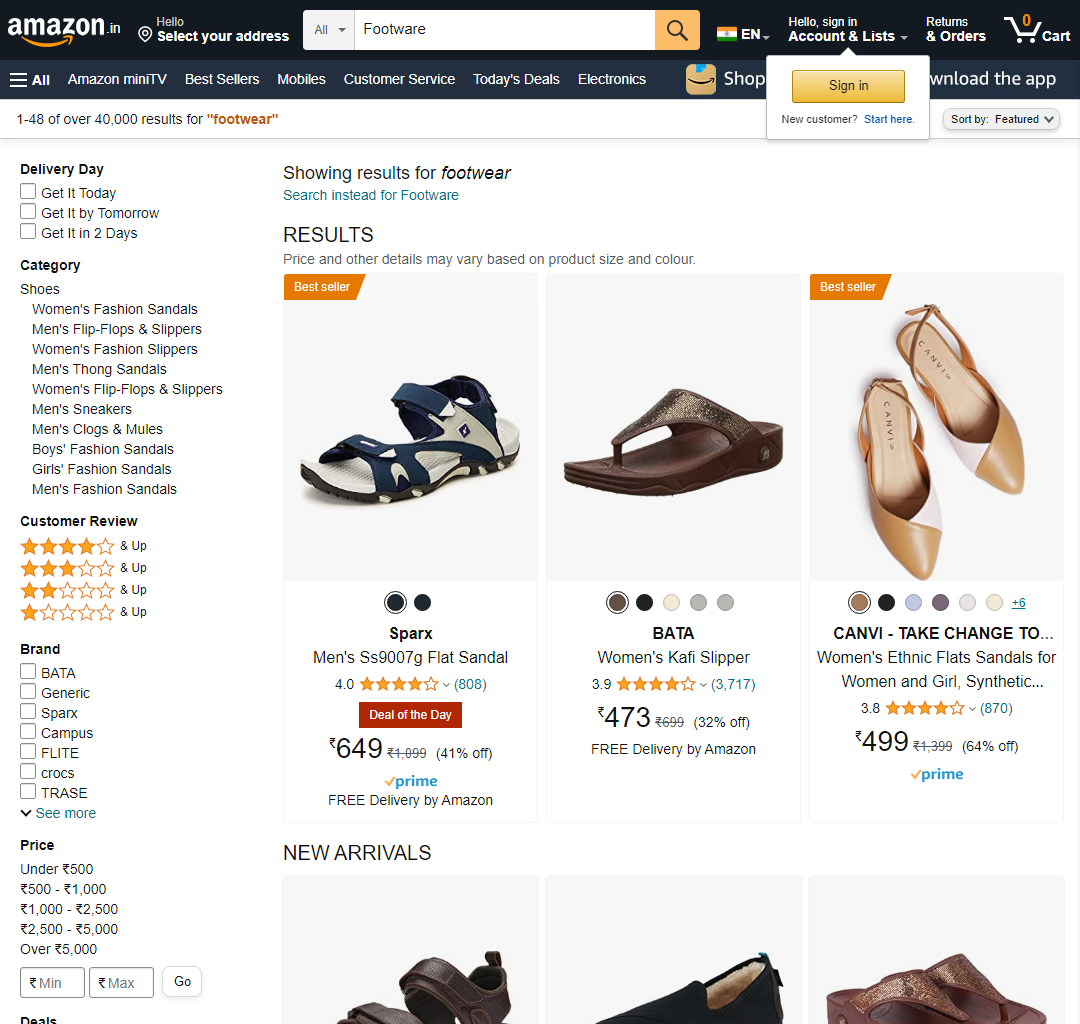 amazon.in
Hello
Select your address
All
Footware
EN
Hello, sign in
Account & Lists
Returns
& Orders
0
Cart
All
Amazon miniTV
Best Sellers
Mobiles
Customer Service
Today's Deals
Electronics
Shop
wnload the app
Sign in
New customer? Start here.
1-48 of over 40,000 results for "footwear"
Sort by: Featured
Delivery Day
Get It Today
Get It by Tomorrow
Get It in 2 Days
Category
Shoes
Women's Fashion Sandals
Men's Flip-Flops & Slippers
Women's Fashion Slippers
Men's Thong Sandals
Women's Flip-Flops & Slippers
Men's Sneakers
Men's Clogs & Mules
Boys' Fashion Sandals
Girls' Fashion Sandals
Men's Fashion Sandals
Customer Review
& Up
& Up
& Up
& Up
Brand
BATA
Generic
Sparx
Campus
FLITE
crocs
TRASE
See more
Price
Under ₹500
₹500 - ₹1,000
₹1,000 - ₹2,500
₹2,500 - ₹5,000
Over ₹5,000
₹ Min
₹ Max
Go
Deals
Showing results for footwear
Search instead for Footware
RESULTS
Price and other details may vary based on product size and colour.
Best seller
Sparx
Men's Ss9007g Flat Sandal
4.0 (808)
Deal of the Day
₹649 ₹1,099 (41% off)
prime
FREE Delivery by Amazon
BATA
Women's Kafi Slipper
3.9 (3,717)
₹473 ₹699 (32% off)
FREE Delivery by Amazon
Best seller
CANVIS
CANVIS
+6
CANVI - TAKE CHANGE TO...
Women's Ethnic Flats Sandals for
Women and Girl, Synthetic...
3.8 (870)
₹499 ₹1,399 (64% off)
prime
NEW ARRIVALS